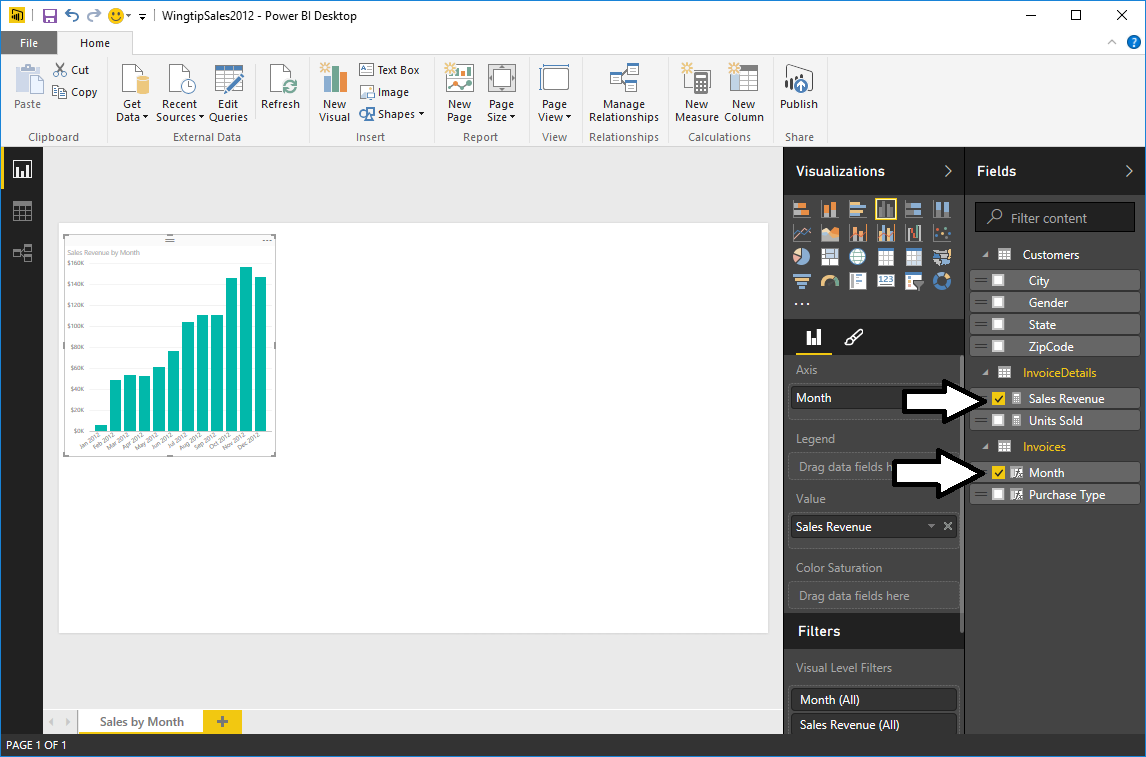 WingtipSales2012 - Power BI Desktop
File Home
?
Paste
Cut
Copy
Clipboard
Get Data
Recent Sources
Edit Queries
Refresh
External Data
New Visual
Text Box
Image
Shapes
Insert
New Page
Page Size
Report
Page View
View
Manage Relationships
Relationships
New Measure
New Column
Calculations
Publish
Share
Sales Revenue by Month
$160K
$140K
$120K
$100K
$80K
$60K
$40K
$20K
$0K
Jan 2012
Feb 2012
Mar 2012
Apr 2012
May 2012
Jun 2012
Jul 2012
Aug 2012
Sep 2012
Oct 2012
Nov 2012
Dec 2012
Visualizations
123
Axis
Month
Legend
Drag data fields he
Value
Sales Revenue
Color Saturation
Drag data fields here
Filters
Visual Level Filters
Month (All)
Sales Revenue (All)
Fields
Filter content
Customers
City
Gender
State
ZipCode
InvoiceDetails
Sales Revenue
Units Sold
Invoices
Month
Purchase Type
Sales by Month
PAGE 1 OF 1